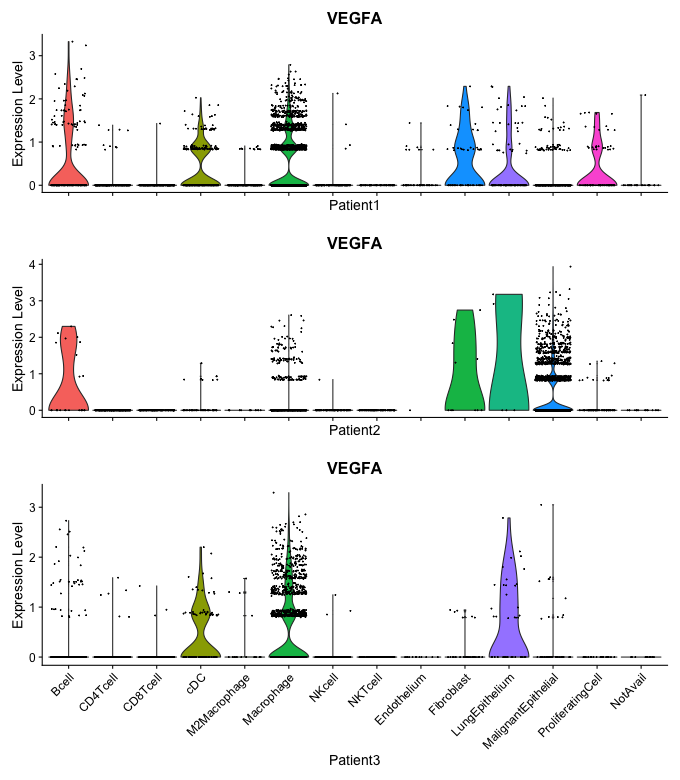 VEGFA
Expression Level
3
2
1
0
Patient1
VEGFA
Expression Level
4
3
2
1
0
Patient2
VEGFA
Expression Level
3
2
1
0
Bcell
CD4Tcell
CD8Tcell
cDC
M2Macrophage
Macrophage
NKcell
NKTcell
Endothelium
Fibroblast
LungEpithelium
MalignantEpithelial
ProliferatingCell
NotAvail
Patient3